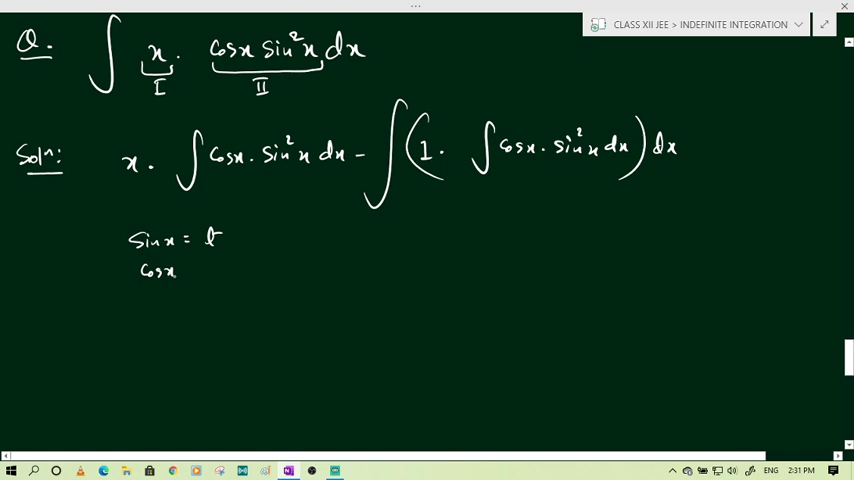 ...
CLASS XII JEE > INDEFINITE INTEGRATION
Q. ∫ x · cosx sin²x dx
I II
Soln: x · ∫ cosx · sin²x dx - ∫ (1 · ∫ cosx · sin²x dx) dx
sinx = t
cosx
ENG 2:31 PM